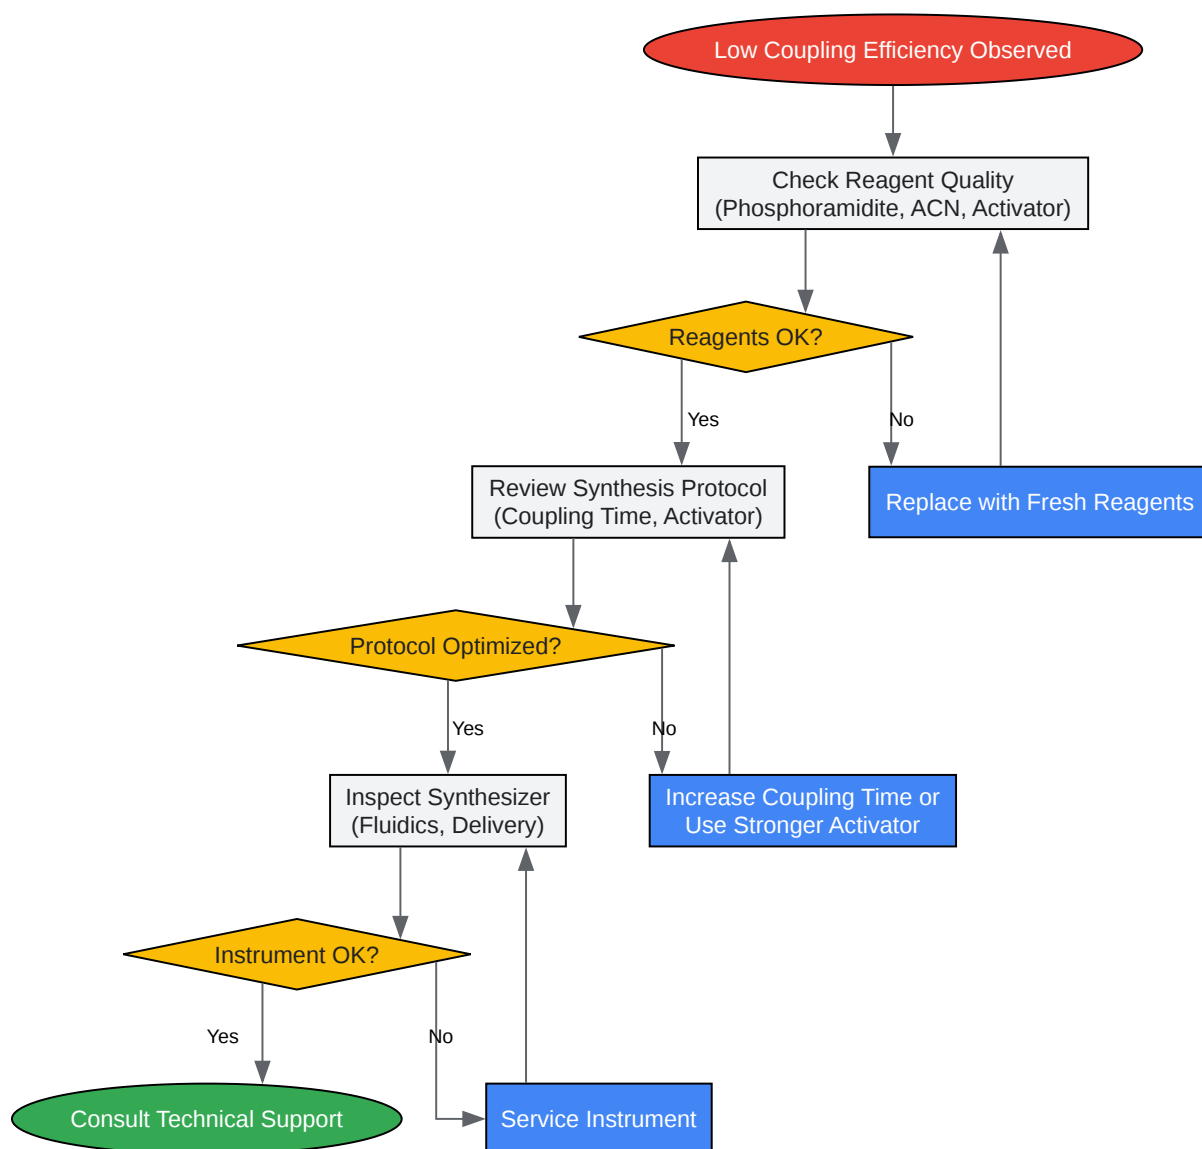 Low Coupling Efficiency Observed
Check Reagent Quality
(Phosphoramidite, ACN, Activator)
Reagents OK?
Yes
No
Review Synthesis Protocol
(Coupling Time, Activator)
Replace with Fresh Reagents
Protocol Optimized?
Yes
No
Inspect Synthesizer
(Fluidics, Delivery)
Increase Coupling Time or
Use Stronger Activator
Instrument OK?
Yes
No
Consult Technical Support
Service Instrument